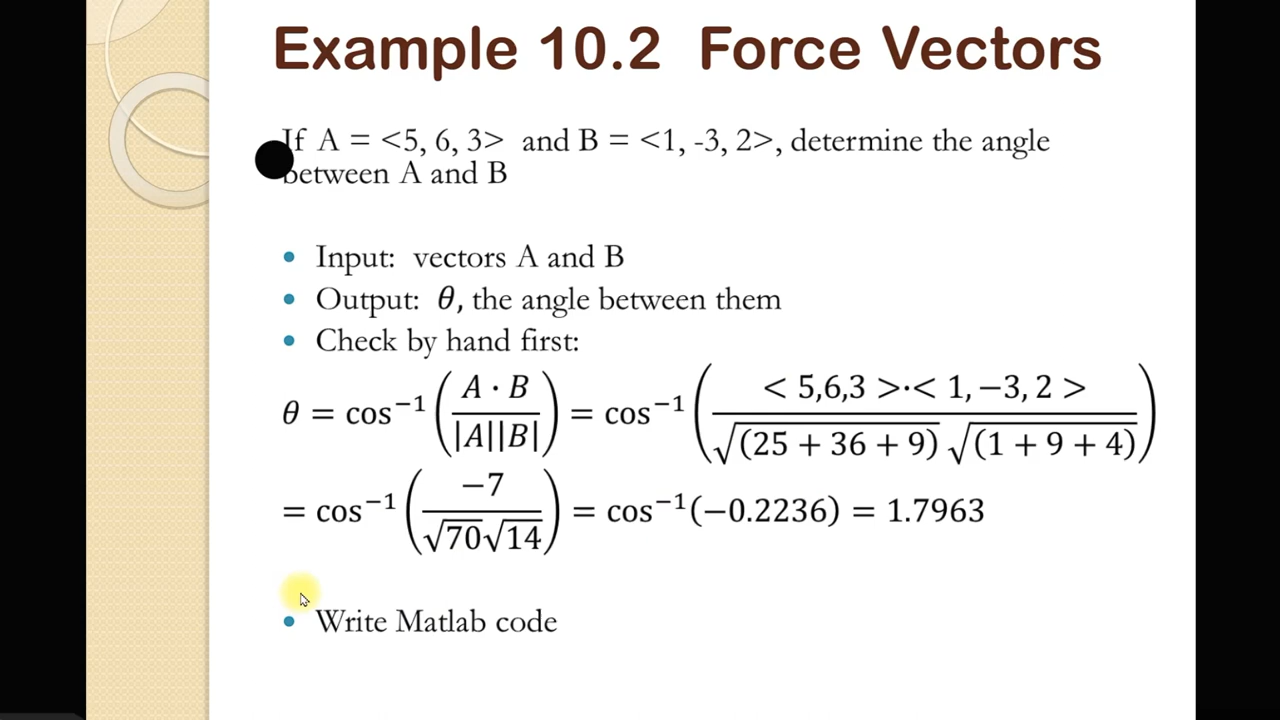 Example 10.2 Force Vectors
If A = <5, 6, 3> and B = <1, -3, 2>, determine the angle
between A and B
• Input: vectors A and B
• Output: θ, the angle between them
• Check by hand first:
θ = cos⁻¹(A · B / |A||B|) = cos⁻¹(< 5,6,3 >·< 1,−3, 2 > / √(25 + 36 + 9) √(1 + 9 + 4))
= cos⁻¹(−7 / √70√14) = cos⁻¹(−0.2236) = 1.7963
• Write Matlab code